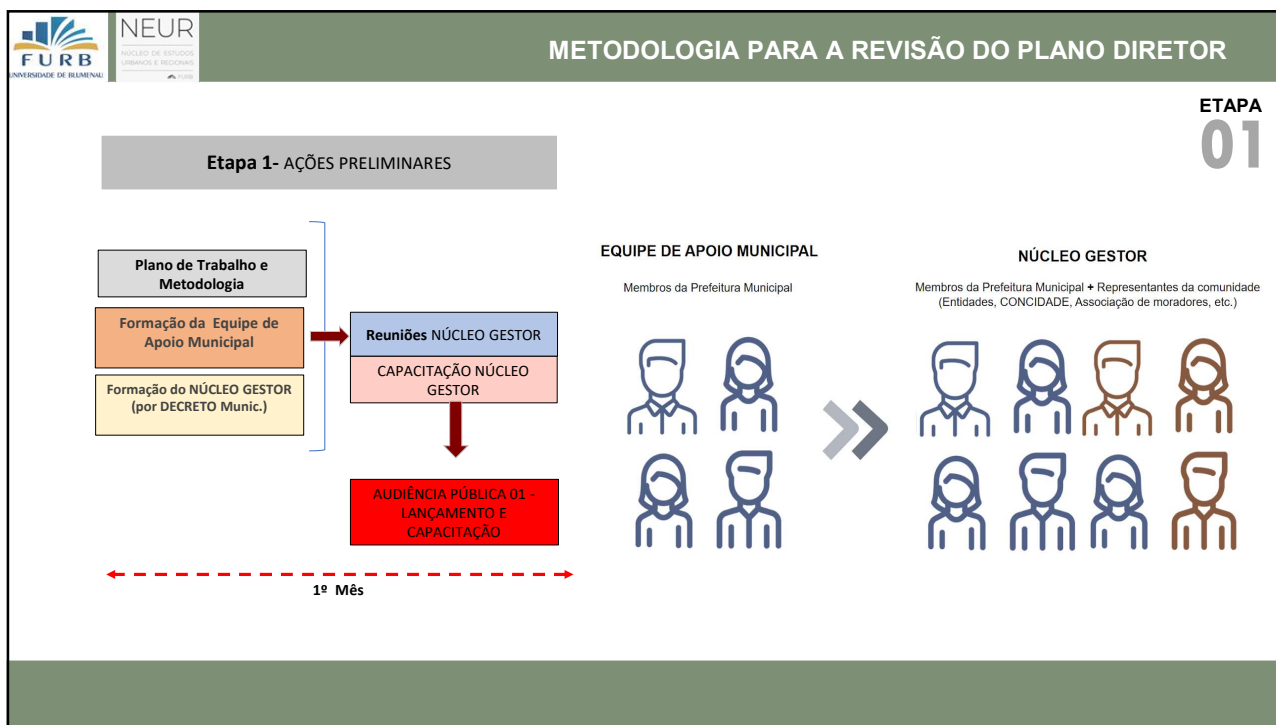 FURB
UNIVERSIDADE DE BLUMENAU
NEUR
NÚCLEO DE ESTUDOS
URBANOS E REGIONAIS
FURB
METODOLOGIA PARA A REVISÃO DO PLANO DIRETOR
ETAPA
01
Etapa 1- AÇÕES PRELIMINARES
Plano de Trabalho e
Metodologia
Formação da Equipe de
Apoio Municipal
Formação do NÚCLEO GESTOR
(por DECRETO Munic.)
Reuniões NÚCLEO GESTOR
CAPACITAÇÃO NÚCLEO
GESTOR
AUDIÊNCIA PÚBLICA 01 -
LANÇAMENTO E
CAPACITAÇÃO
1º Mês
EQUIPE DE APOIO MUNICIPAL
Membros da Prefeitura Municipal
NÚCLEO GESTOR
Membros da Prefeitura Municipal + Representantes da comunidade
(Entidades, CONCIDADE, Associação de moradores, etc.)